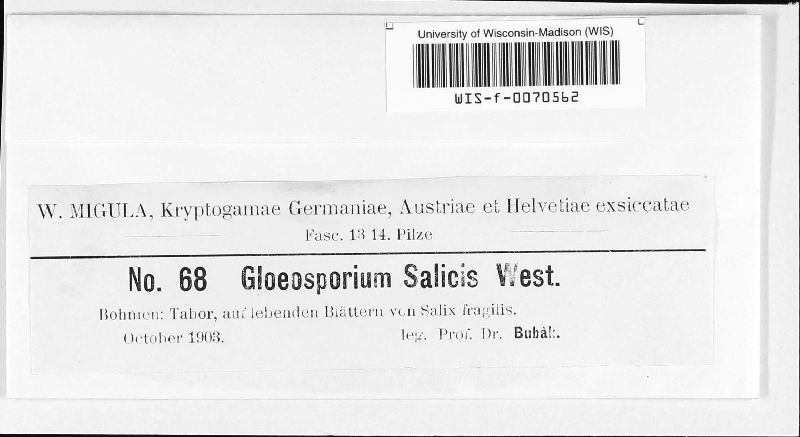 University of Wisconsin-Madison (WIS)
WIS-f-0070562
W. MIGULA, Kryptogamae Germaniae, Austriae et Helvetiae exsiccatae
Fasc. 13 14. Pilze
No. 68 Gloeosporium Salicis West.
Bohmen: Tabor, auf lebenden Blättern von Salix fragilis.
October 1903. leg. Prof. Dr. Bubák.